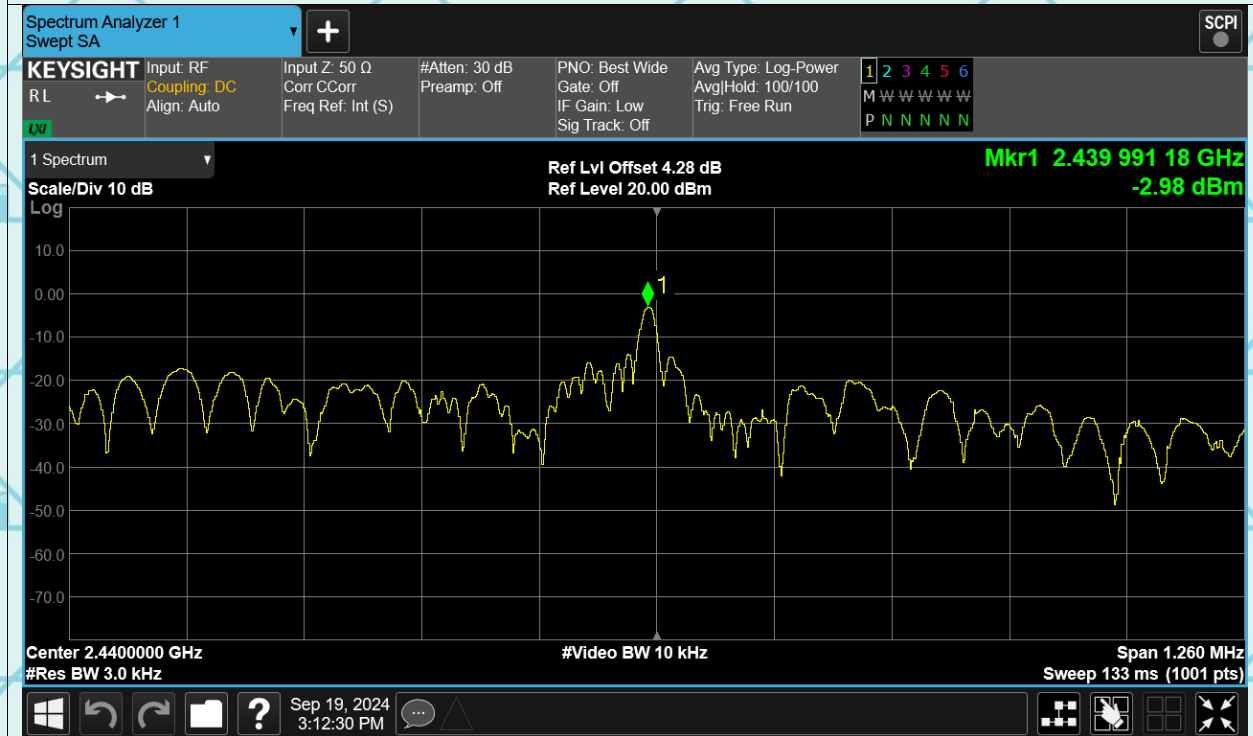 Spectrum Analyzer 1
Swept SA
▼
+
SCPI
KEYSIGHT
R L
LXI
Input: RF
Coupling: DC
Align: Auto
Input Z: 50 Ω
Corr CCorr
Freq Ref: Int (S)
#Atten: 30 dB
Preamp: Off
PNO: Best Wide
Gate: Off
IF Gain: Low
Sig Track: Off
Avg Type: Log-Power
Avg|Hold: 100/100
Trig: Free Run
1 2 3 4 5 6
M W W W W W
P N N N N N
1 Spectrum ▼
Scale/Div 10 dB
Log
Ref Lvl Offset 4.28 dB
Ref Level 20.00 dBm
Mkr1 2.439 991 18 GHz
-2.98 dBm
10.0
0.00
-10.0
-20.0
-30.0
-40.0
-50.0
-60.0
-70.0
1
Center 2.4400000 GHz
#Res BW 3.0 kHz
#Video BW 10 kHz
Span 1.260 MHz
Sweep 133 ms (1001 pts)
?
Sep 19, 2024
3:12:30 PM